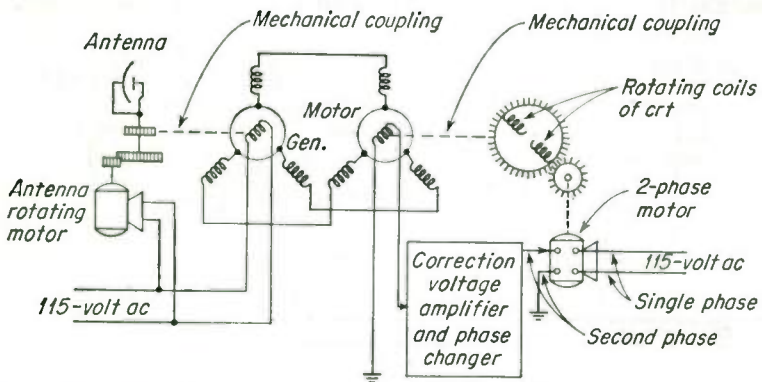 Mechanical coupling
Mechanical coupling
Antenna
Motor
Gen.
Rotating coils
of crt
Antenna
rotating
motor
2-phase
motor
115-volt ac
Correction
voltage
amplifier
and phase
changer
115-volt ac
Single phase
Second phase